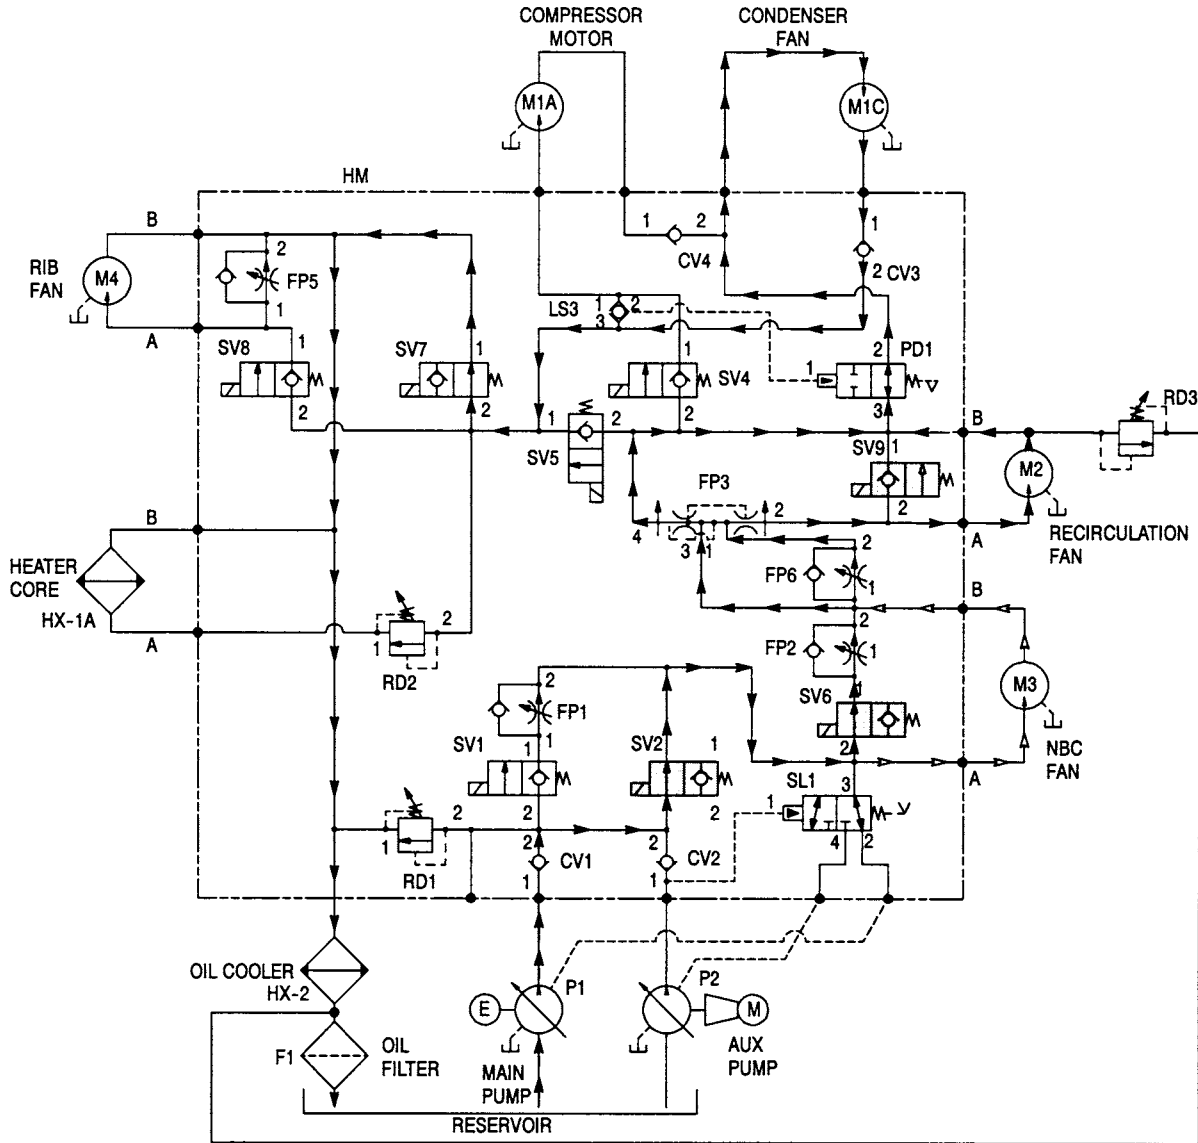 COMPRESSOR
MOTOR
CONDENSER
FAN
M1A
M1C
HM
B
1
2
1
RIB
FAN
M4
2
FP5
1
CV4
2
CV3
LS3
1
2
3
A
SV8
1
SV7
1
1
SV4
1
2
PD1
3
RD3
2
2
1
2
2
B
SV5
SV9
1
M2
FP3
2
4
3
1
2
A
RECIRCULATION
FAN
B
HEATER
CORE
HX-1A
A
1
2
RD2
2
FP6
1
B
2
FP2
1
M3
NBC
FAN
2
FP1
1
1
SV6
2
A
SV1
1
SV2
1
2
2
SL1
3
1
4
2
1
2
RD1
2
CV1
1
2
CV2
1
OIL COOLER
HX-2
E
P1
P2
M
F1
OIL
FILTER
MAIN
PUMP
AUX
PUMP
RESERVOIR